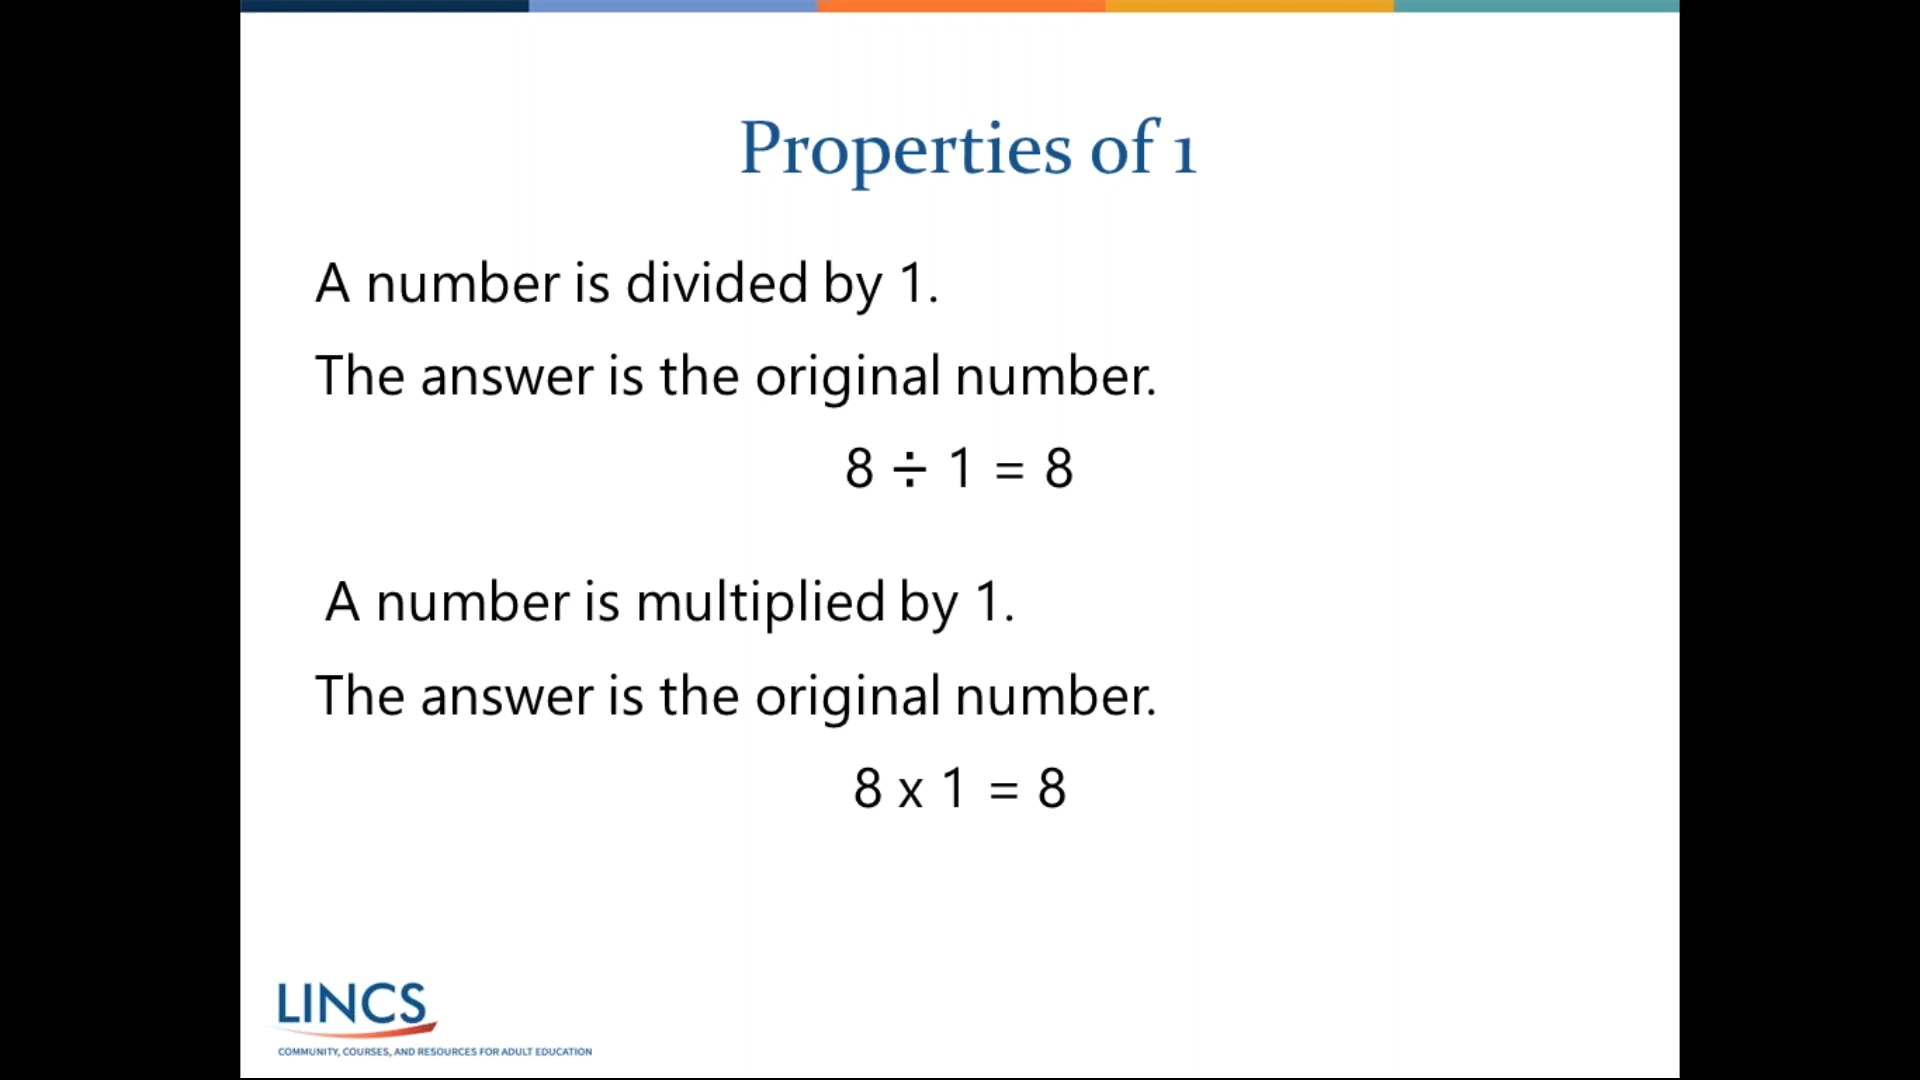 Properties of 1
A number is divided by 1.
The answer is the original number.
8 ÷ 1 = 8
A number is multiplied by 1.
The answer is the original number.
8 x 1 = 8
LINCS
COMMUNITY, COURSES, AND RESOURCES FOR ADULT EDUCATION